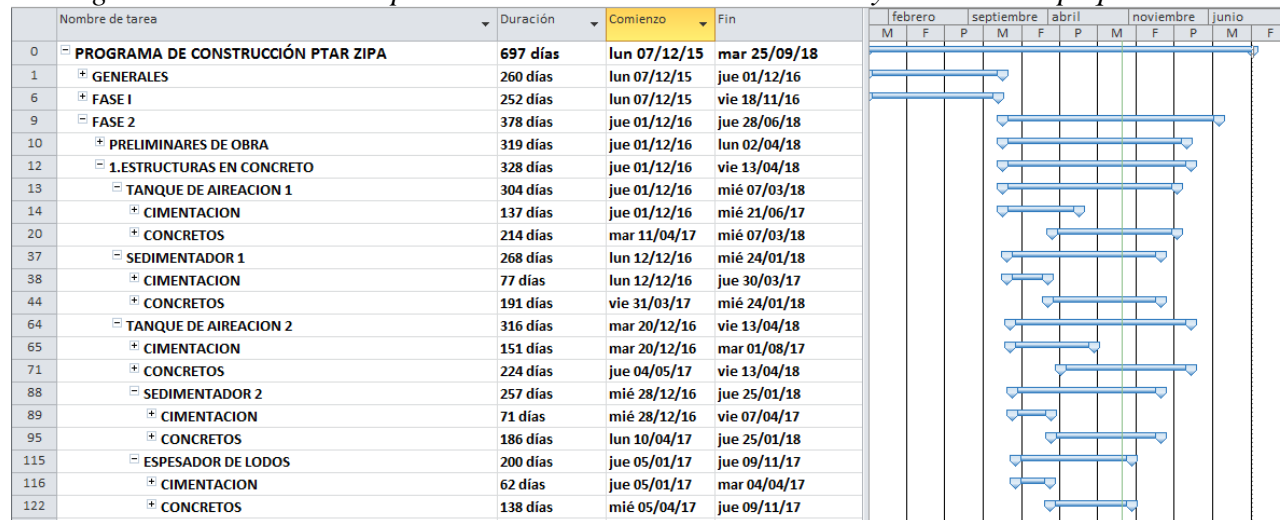 Nombre de tarea Duración Comienzo Fin febrero septiembre abril noviembre junio
M F P M F P M F P M F
0 PROGRAMA DE CONSTRUCCIÓN PTAR ZIPA 697 días lun 07/12/15 mar 25/09/18
1 GENERALES 260 días lun 07/12/15 jue 01/12/16
6 FASE I 252 días lun 07/12/15 vie 18/11/16
9 FASE 2 378 días jue 01/12/16 jue 28/06/18
10 PRELIMINARES DE OBRA 319 días jue 01/12/16 lun 02/04/18
12 1.ESTRUCTURAS EN CONCRETO 328 días jue 01/12/16 vie 13/04/18
13 TANQUE DE AIREACION 1 304 días jue 01/12/16 mié 07/03/18
14 CIMENTACION 137 días jue 01/12/16 mié 21/06/17
20 CONCRETOS 214 días mar 11/04/17 mié 07/03/18
37 SEDIMENTADOR 1 268 días lun 12/12/16 mié 24/01/18
38 CIMENTACION 77 días lun 12/12/16 jue 30/03/17
44 CONCRETOS 191 días vie 31/03/17 mié 24/01/18
64 TANQUE DE AIREACION 2 316 días mar 20/12/16 vie 13/04/18
65 CIMENTACION 151 días mar 20/12/16 mar 01/08/17
71 CONCRETOS 224 días jue 04/05/17 vie 13/04/18
88 SEDIMENTADOR 2 257 días mié 28/12/16 jue 25/01/18
89 CIMENTACION 71 días mié 28/12/16 vie 07/04/17
95 CONCRETOS 186 días lun 10/04/17 jue 25/01/18
115 ESPESADOR DE LODOS 200 días jue 05/01/17 jue 09/11/17
116 CIMENTACION 62 días jue 05/01/17 mar 04/04/17
122 CONCRETOS 138 días mié 05/04/17 jue 09/11/17